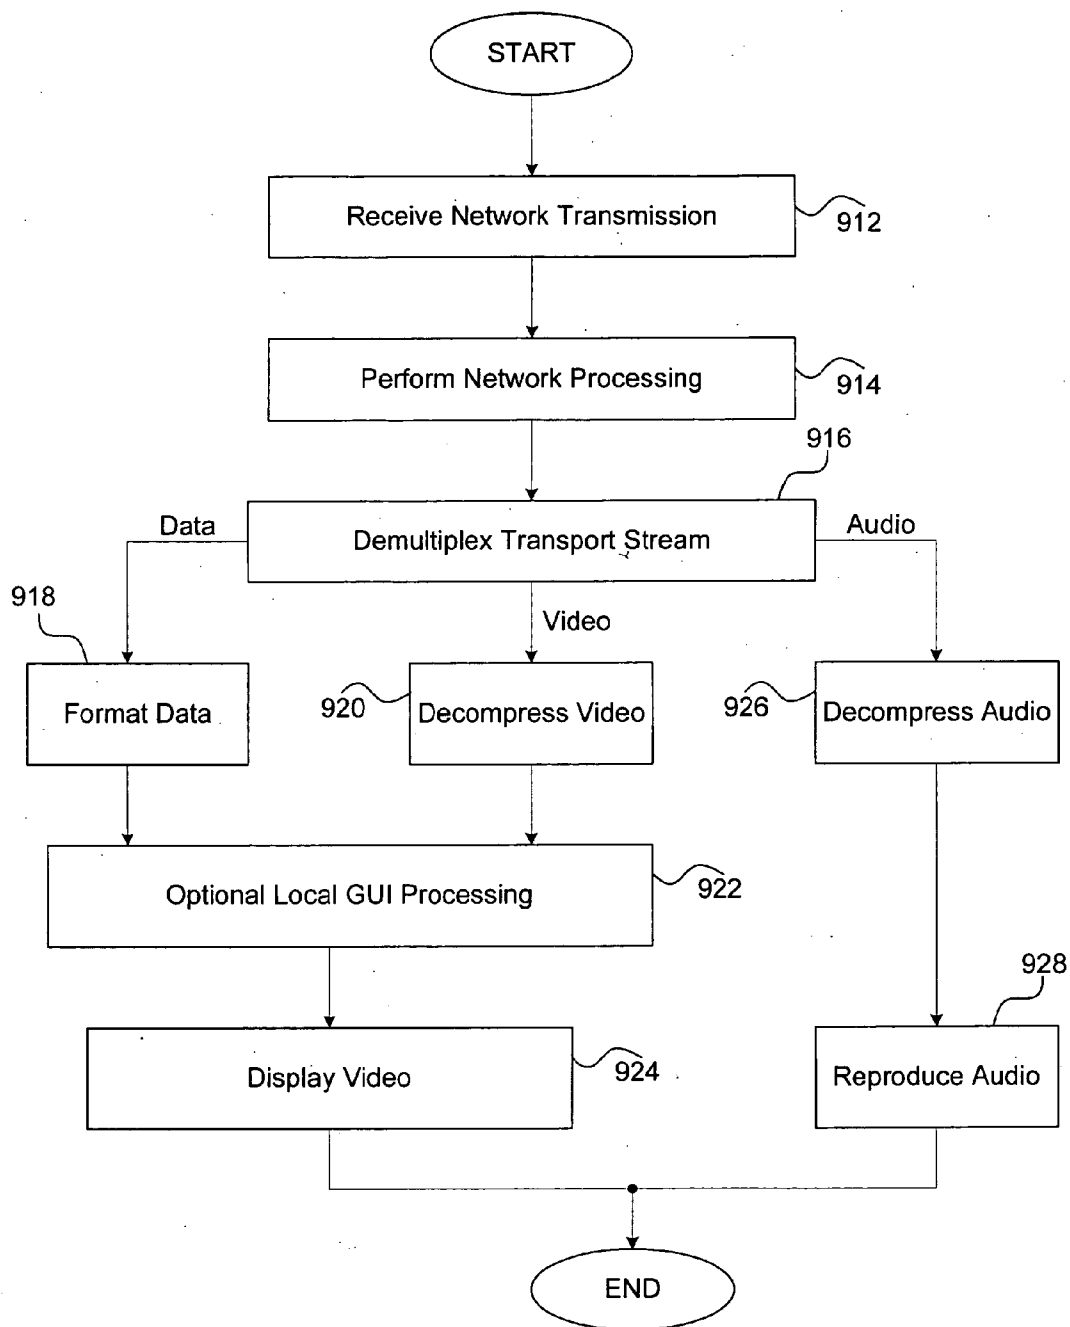 START
Receive Network Transmission
912
Perform Network Processing
914
916
Data
Demultiplex Transport Stream
Audio
918
Video
Format Data
920
Decompress Video
926
Decompress Audio
Optional Local GUI Processing
922
928
Display Video
924
Reproduce Audio
END